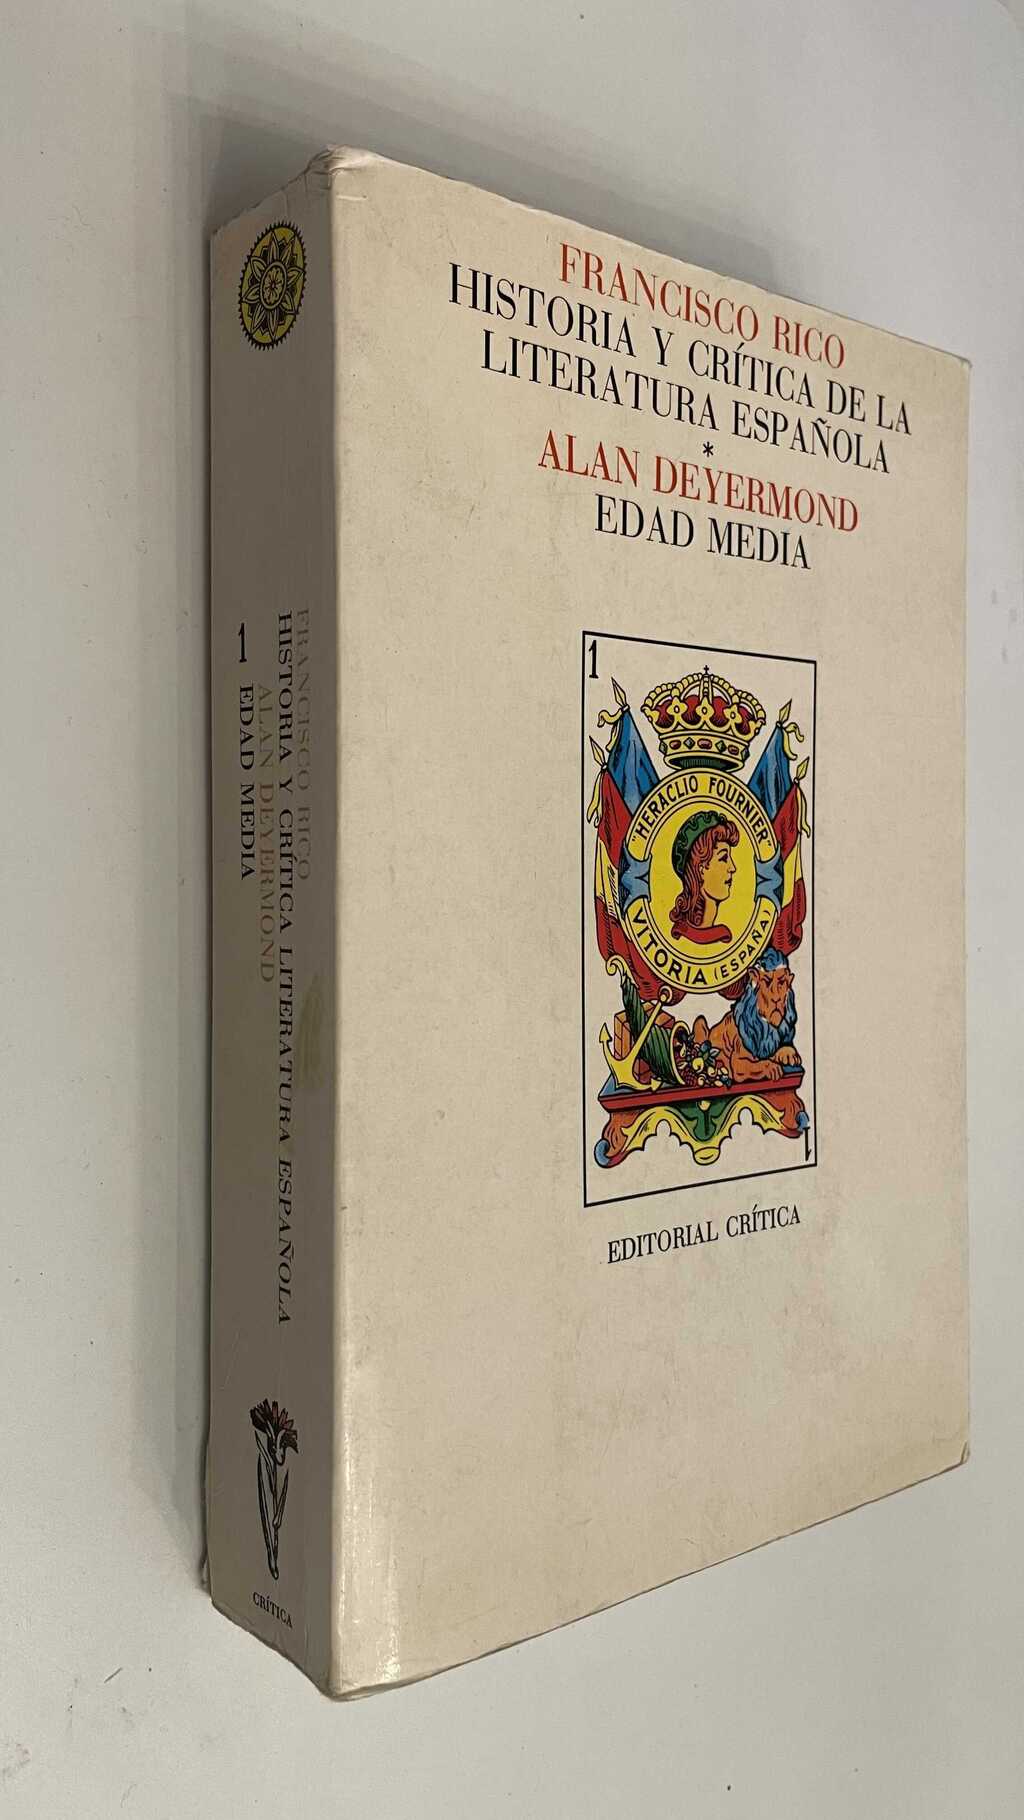 FRANCISCO RICO
HISTORIA Y CRÍTICA DE LA
LITERATURA ESPAÑOLA
*
ALAN DEYERMOND
EDAD MEDIA
1
"HERACLIO FOURNIER"
VITORIA (ESPAÑA)
1
EDITORIAL CRÍTICA
FRANCISCO RICO
HISTORIA Y CRÍTICA LITERATURA ESPAÑOLA
ALAN DEYERMOND
1 EDAD MEDIA
CRÍTICA